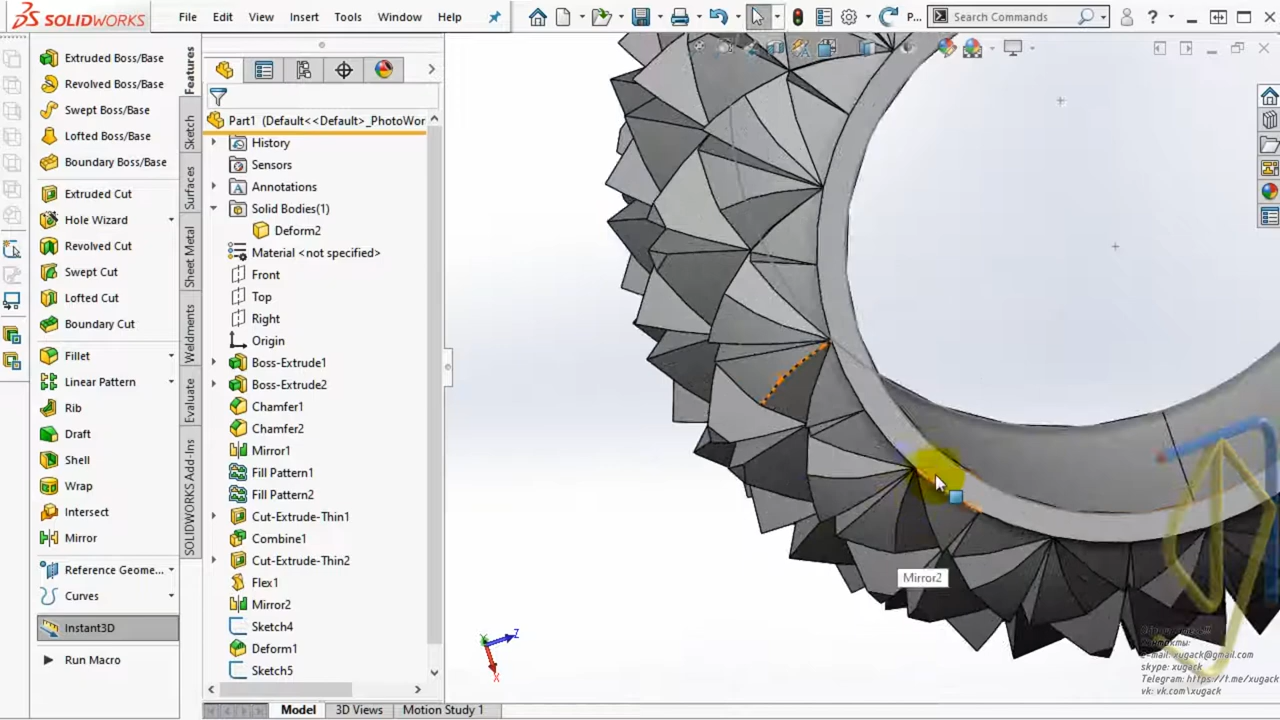 SOLIDWORKS
File Edit View Insert Tools Window Help
P...
Search Commands
Extruded Boss/Base
Revolved Boss/Base
Swept Boss/Base
Lofted Boss/Base
Boundary Boss/Base
Extruded Cut
Hole Wizard
Revolved Cut
Swept Cut
Lofted Cut
Boundary Cut
Fillet
Linear Pattern
Rib
Draft
Shell
Wrap
Intersect
Mirror
Reference Geome...
Curves
Instant3D
Run Macro
Features
Sketch
Surfaces
Sheet Metal
Weldments
Evaluate
SOLIDWORKS Add-Ins
Part1 (Default<<Default>_PhotoWor
History
Sensors
Annotations
Solid Bodies(1)
Deform2
Material <not specified>
Front
Top
Right
Origin
Boss-Extrude1
Boss-Extrude2
Chamfer1
Chamfer2
Mirror1
Fill Pattern1
Fill Pattern2
Cut-Extrude-Thin1
Combine1
Cut-Extrude-Thin2
Flex1
Mirror2
Sketch4
Deform1
Sketch5
Mirror2
Y
Z
X
e-mail: xugack@gmail.com
skype: xugack
Telegram: https://t.me/xugack
vk: vk.com\xugack
Model 3D Views Motion Study 1